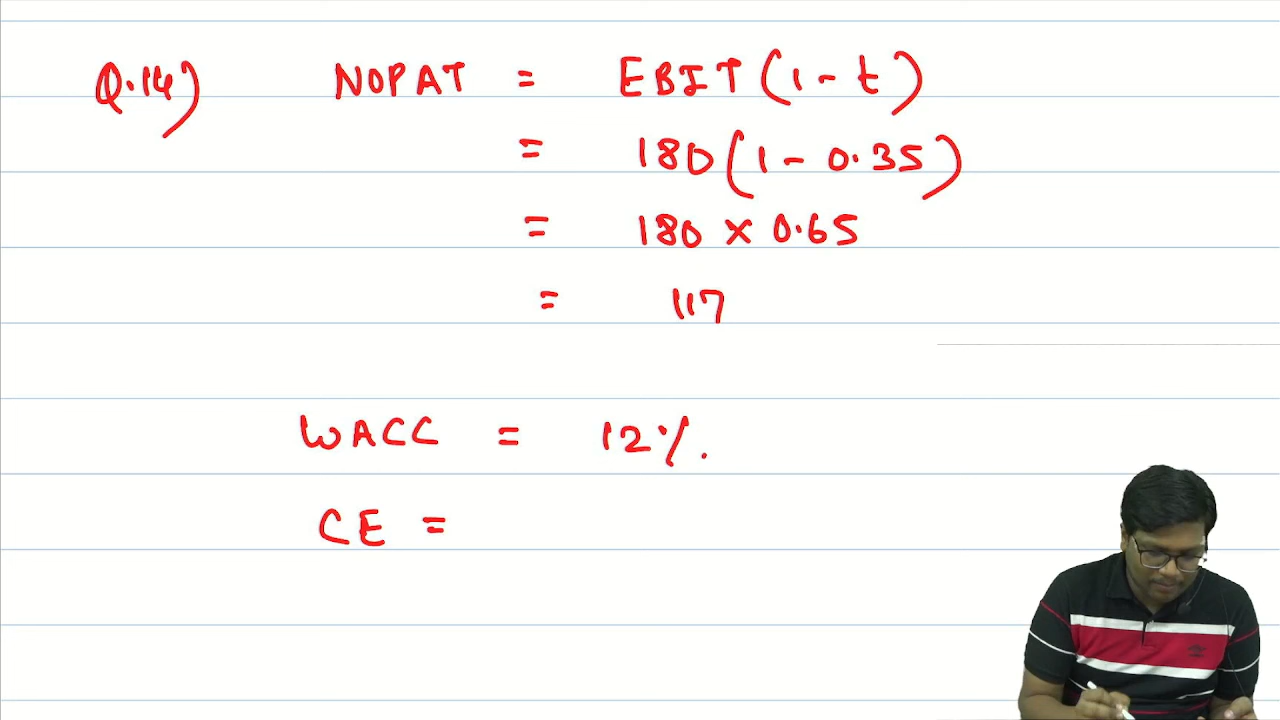 Q.14) NOPAT = EBIT(1 - t)
= 180(1 - 0.35)
= 180 × 0.65
= 117
WACC = 12%.
CE =